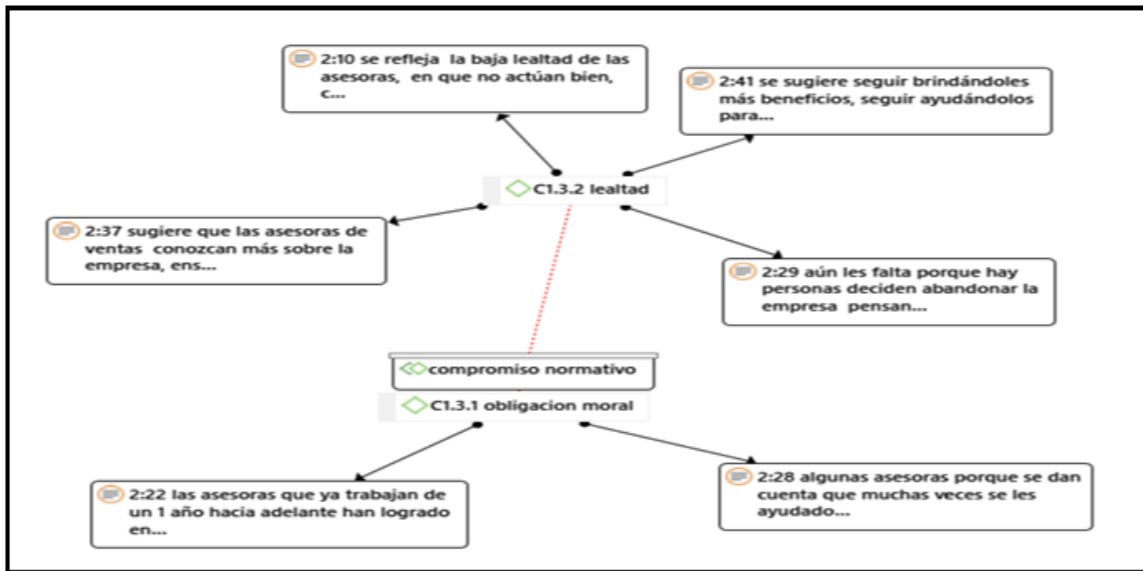 2:10 se refleja la baja lealtad de las
asesoras, en que no actúan bien,
c...
2:41 se sugiere seguir brindándoles
más beneficios, seguir ayudándolos
para...
C1.3.2 lealtad
2:37 sugiere que las asesoras de
ventas conozcan más sobre la
empresa, ens...
2:29 aún les falta porque hay
personas deciden abandonar la
empresa pensan...
compromiso normativo
C1.3.1 obligacion moral
2:22 las asesoras que ya trabajan de
un 1 año hacia adelante han logrado
en...
2:28 algunas asesoras porque se dan
cuenta que muchas veces se les
ayudado...